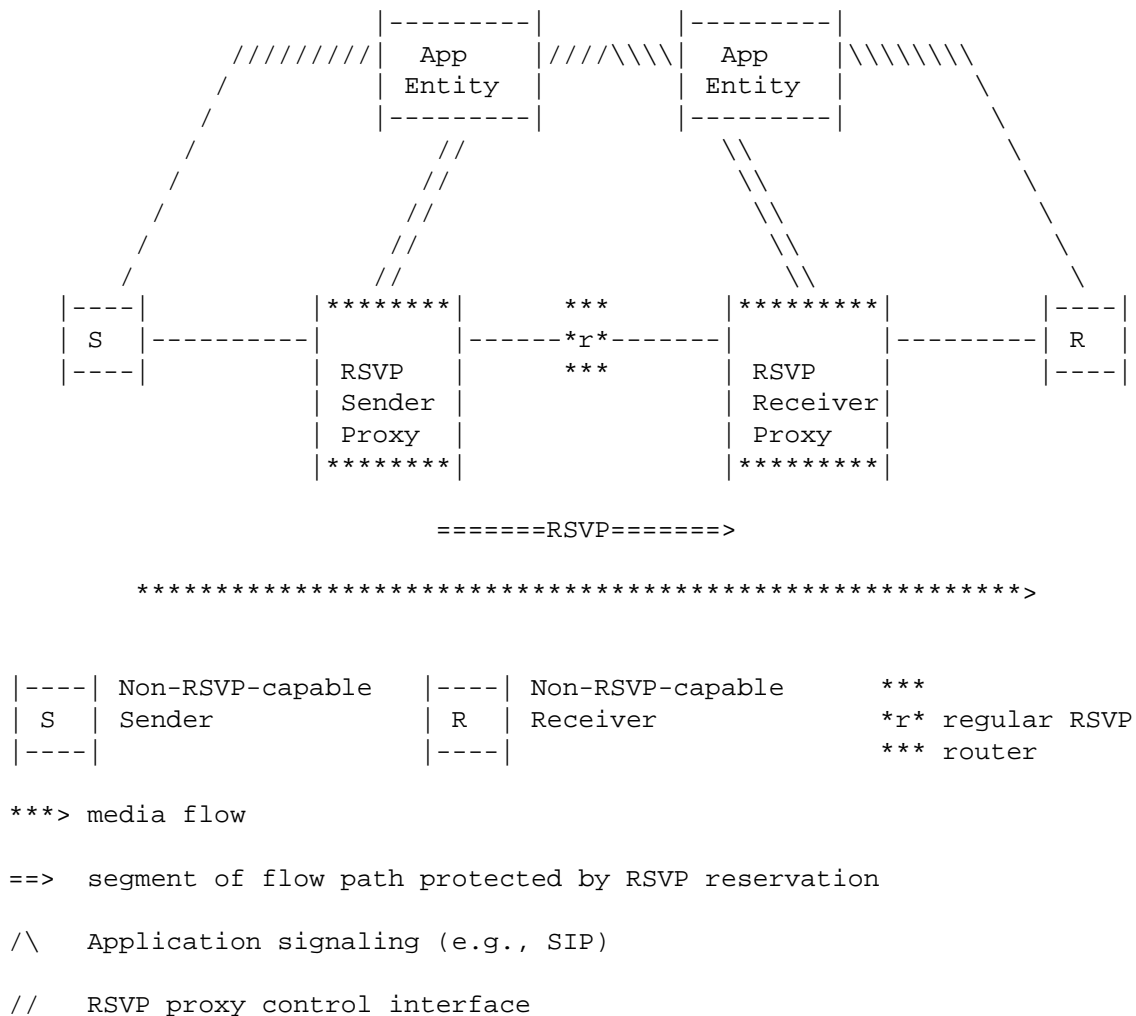 |---------| |---------|
/////////| App |////\\\\| App |\\\\\\\\
/ | Entity | | Entity | \
/ |---------| |---------| \
/ // \\ \
/ // \\ \
/ // \\ \
/ // \\ \
/ // \\ \
|----| |********| *** |*********| |----|
| S |----------| |------*r*-------| |---------| R |
|----| | RSVP | *** | RSVP | |----|
| Sender | | Receiver|
| Proxy | | Proxy |
|********| |*********|
=======RSVP=======>
********************************************************>
|----| Non-RSVP-capable |----| Non-RSVP-capable ***
| S | Sender | R | Receiver *r* regular RSVP
|----| |----| *** router
***> media flow
==> segment of flow path protected by RSVP reservation
/\ Application signaling (e.g., SIP)
// RSVP proxy control interface